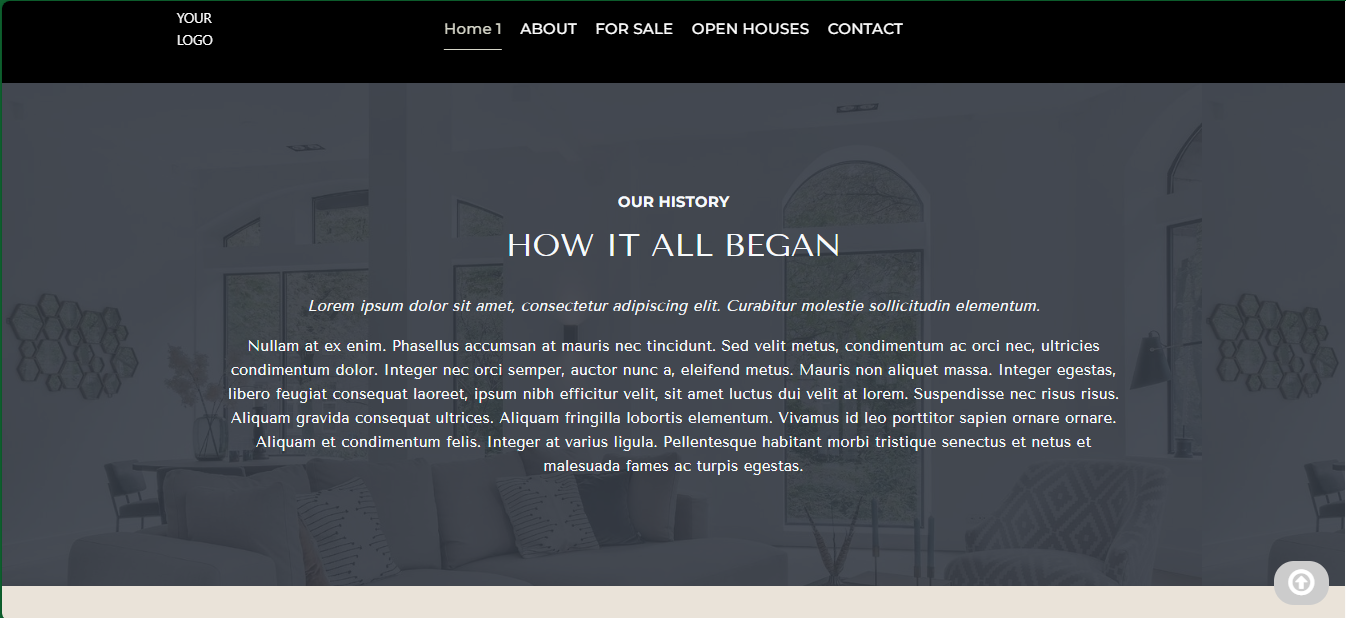 YOUR
LOGO
Home 1 ABOUT FOR SALE OPEN HOUSES CONTACT
OUR HISTORY
HOW IT ALL BEGAN
Lorem ipsum dolor sit amet, consectetur adipiscing elit. Curabitur molestie sollicitudin elementum.
Nullam at ex enim. Phasellus accumsan at mauris nec tincidunt. Sed velit metus, condimentum ac orci nec, ultricies
condimentum dolor. Integer nec orci semper, auctor nunc a, eleifend metus. Mauris non aliquet massa. Integer egestas,
libero feugiat consequat laoreet, ipsum nibh efficitur velit, sit amet luctus dui velit at lorem. Suspendisse nec risus risus.
Aliquam gravida consequat ultrices. Aliquam fringilla lobortis elementum. Vivamus id leo porttitor sapien ornare ornare.
Aliquam et condimentum felis. Integer at varius ligula. Pellentesque habitant morbi tristique senectus et netus et
malesuada fames ac turpis egestas.